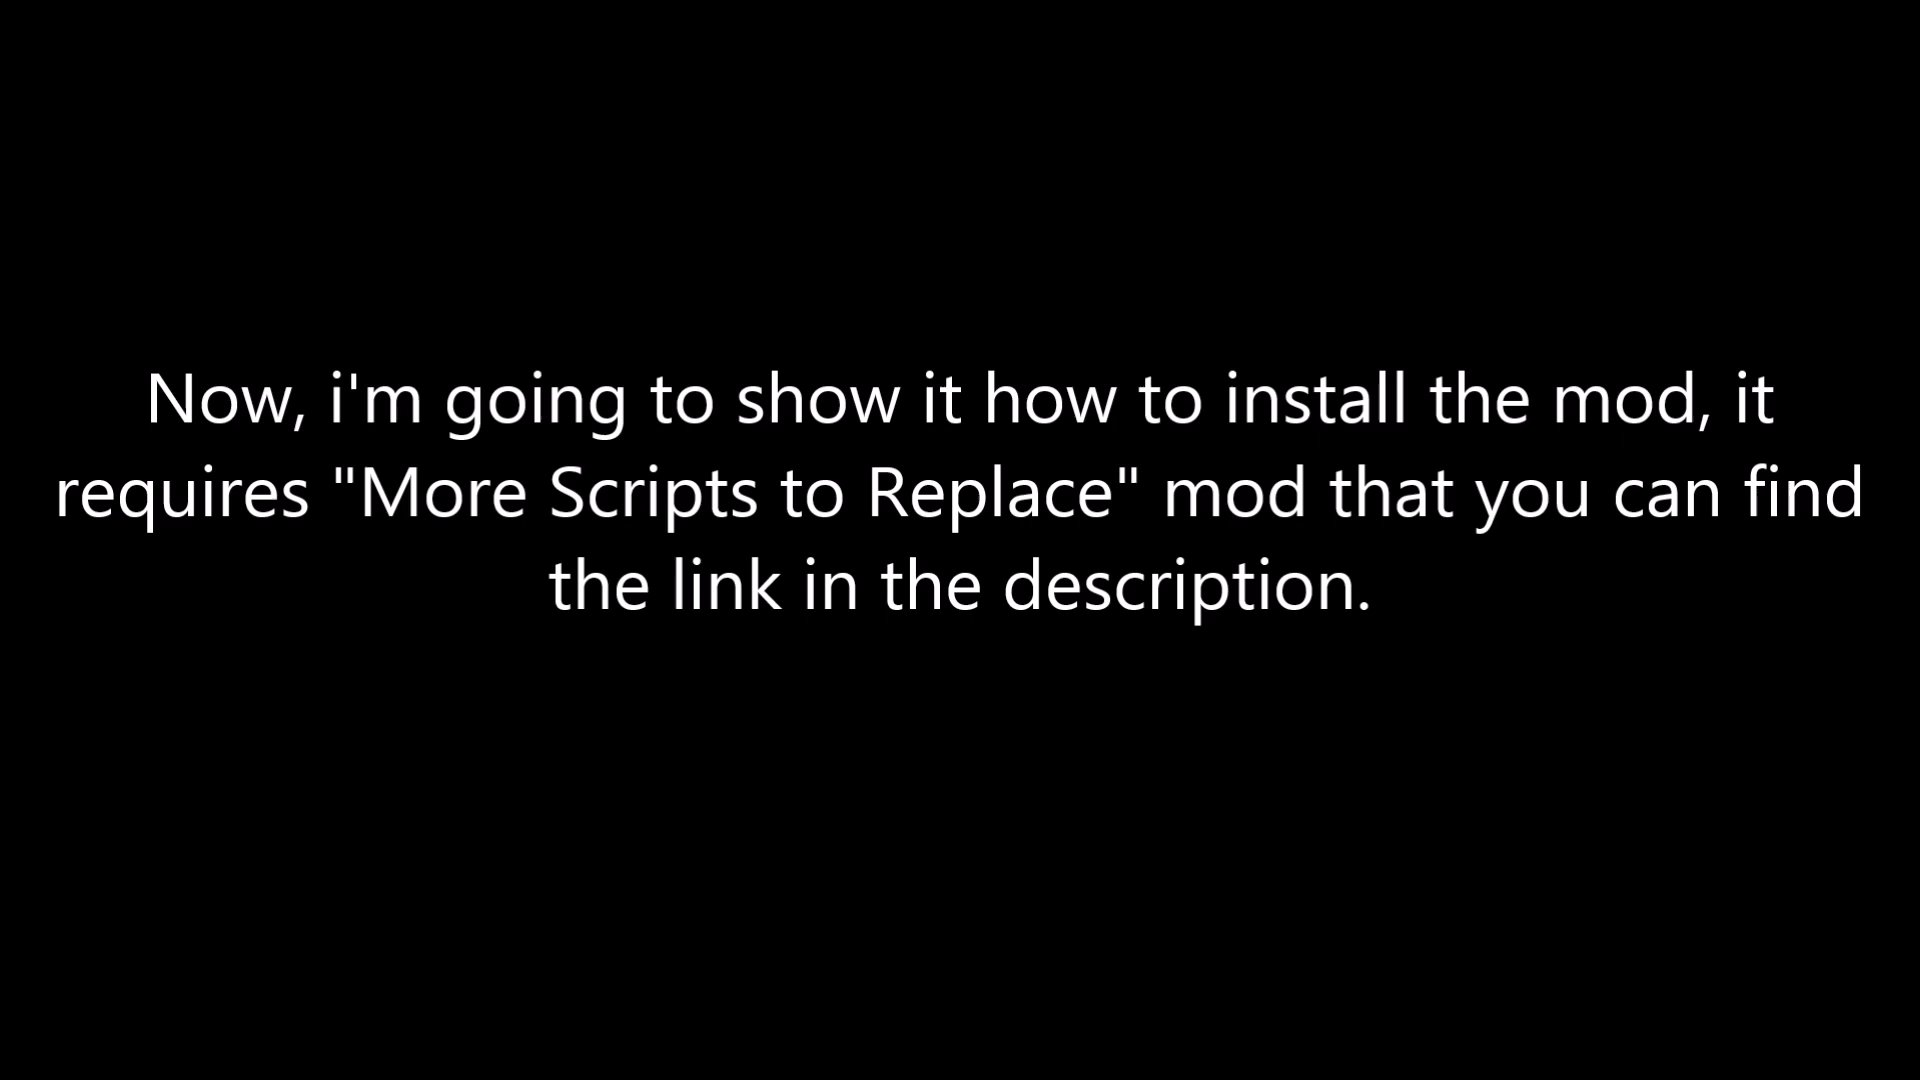 Now, i'm going to show it how to install the mod, it
requires "More Scripts to Replace" mod that you can find
the link in the description.